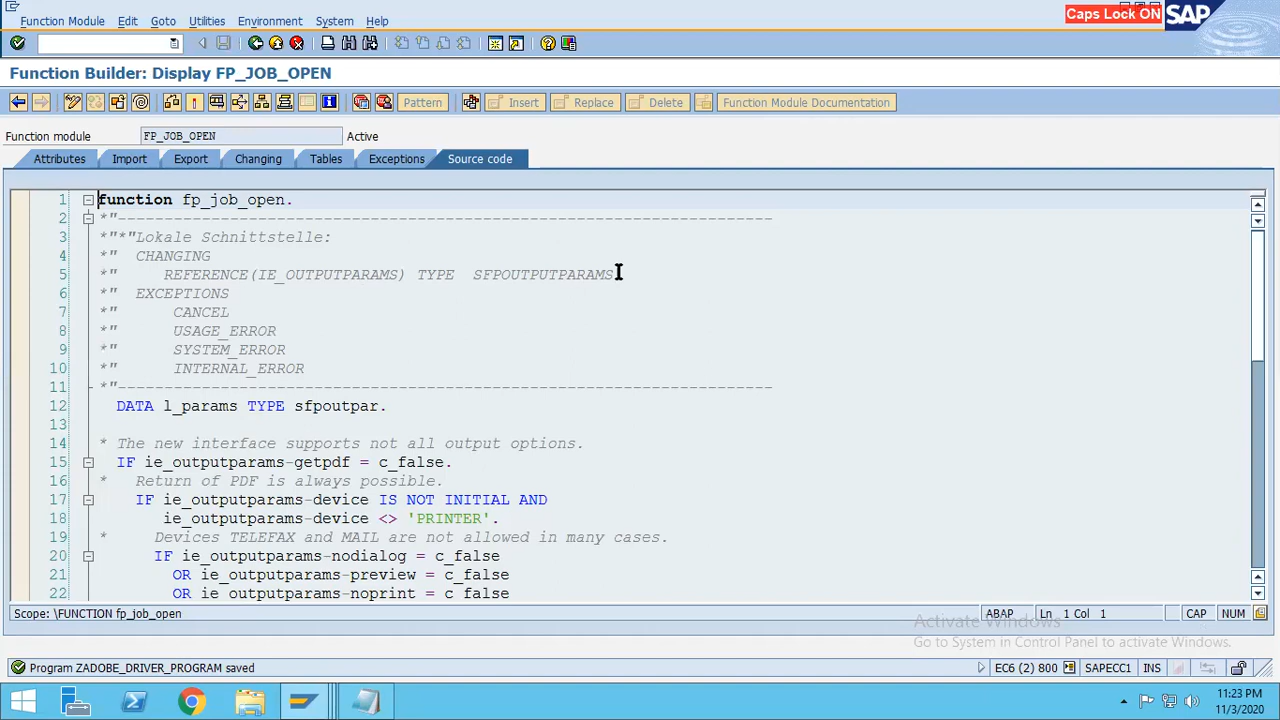 Function Module Edit Goto Utilities Environment System Help
Caps Lock ON
SAP
Function Builder: Display FP_JOB_OPEN
Pattern Insert Replace Delete Function Module Documentation
Function module FP_JOB_OPEN Active
Attributes Import Export Changing Tables Exceptions Source code
1 function fp_job_open.
2 *"----------------------------------------------------------------------
3 *"*"Lokale Schnittstelle:
4 *" CHANGING
5 *" REFERENCE(IE_OUTPUTPARAMS) TYPE SFPOUTPUTPARAMS
6 *" EXCEPTIONS
7 *" CANCEL
8 *" USAGE_ERROR
9 *" SYSTEM_ERROR
10 *" INTERNAL_ERROR
11 *"----------------------------------------------------------------------
12 DATA l_params TYPE sfpoutpar.
13
14 * The new interface supports not all output options.
15 IF ie_outputparams-getpdf = c_false.
16 * Return of PDF is always possible.
17 IF ie_outputparams-device IS NOT INITIAL AND
18 ie_outputparams-device <> 'PRINTER'.
19 * Devices TELEFAX and MAIL are not allowed in many cases.
20 IF ie_outputparams-nodialog = c_false
21 OR ie_outputparams-preview = c_false
22 OR ie_outputparams-noprint = c_false
Scope: \FUNCTION fp_job_open ABAP Ln 1 Col 1 CAP NUM
Activate Windows
Go to System in Control Panel to activate Windows.
Program ZADOBE_DRIVER_PROGRAM saved EC6 (2) 800 SAPECC1 INS
11:23 PM
11/3/2020